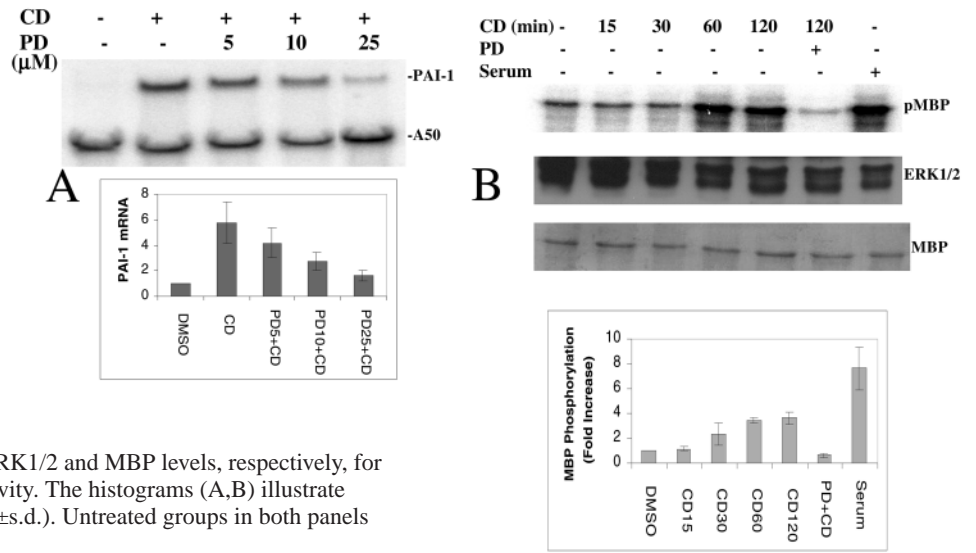 CD - + + + +
PD - - 5 10 25
(μM)
-PAI-1
-A50
A
PAI-1 mRNA
8
6
4
2
0
DMSO
CD
PD5+CD
PD10+CD
PD25+CD
RK1/2 and MBP levels, respectively, for
vity. The histograms (A,B) illustrate
±s.d.). Untreated groups in both panels
CD (min) - 15 30 60 120 120 -
PD - - - - - + -
Serum - - - - - - +
pMBP
B
ERK1/2
MBP
MBP Phosphorylation
(Fold Increase)
10
8
6
4
2
0
DMSO
CD15
CD30
CD60
CD120
PD+CD
Serum